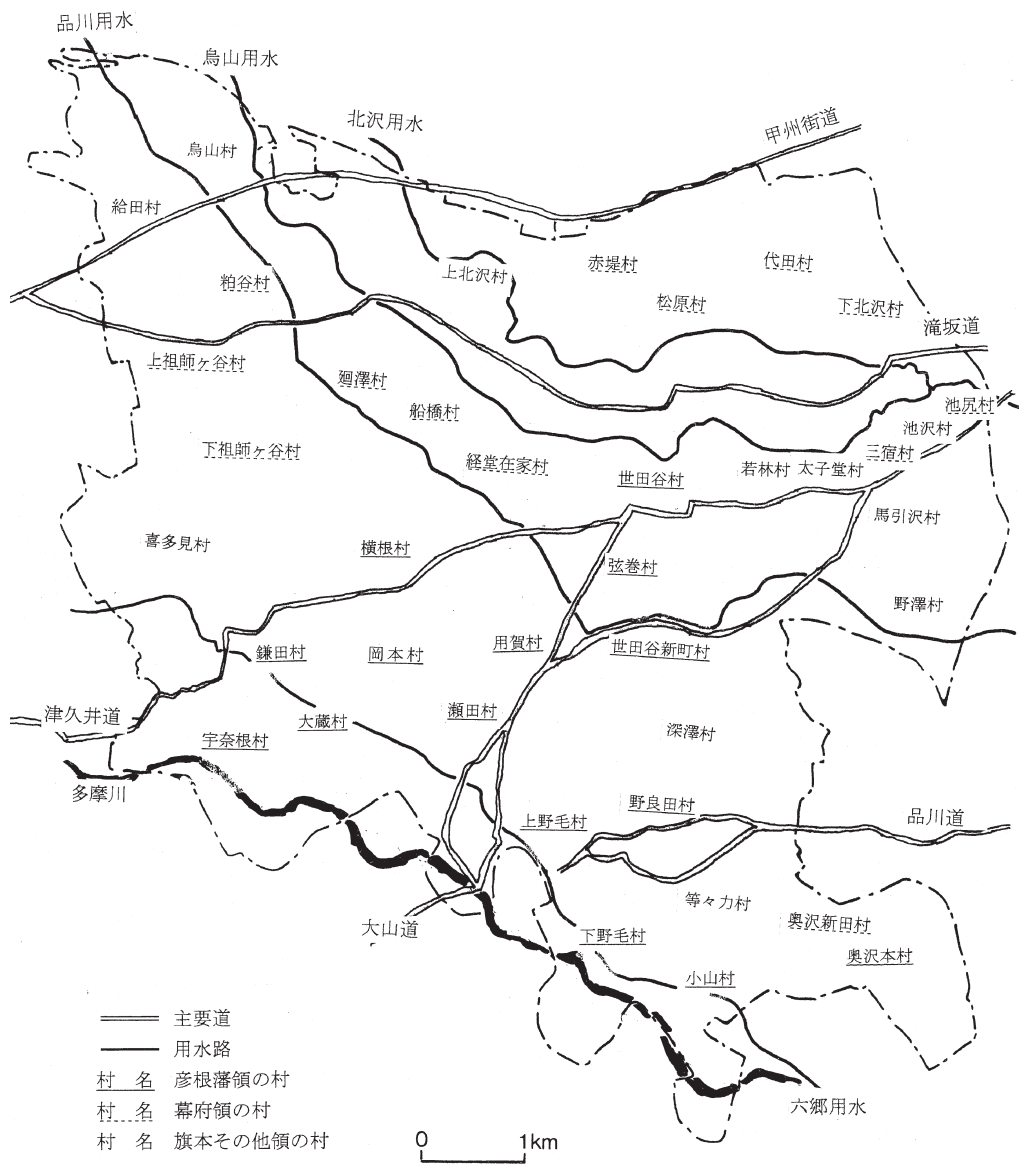 品川用水
烏山用水
北沢用水
甲州街道
烏山村
給田村
粕谷村
上北沢村
赤堤村
代田村
松原村
下北沢村
滝坂道
上祖師ヶ谷村
廻澤村
船橋村
池尻村
池沢村
下祖師ヶ谷村
経堂在家村
世田谷村
若林村
太子堂村
三宿村
喜多見村
横根村
弦巻村
馬引沢村
野澤村
鎌田村
岡本村
用賀村
世田谷新町村
津久井道
大蔵村
瀬田村
宇奈根村
深澤村
多摩川
上野毛村
野良田村
品川道
等々力村
大山道
下野毛村
奥沢新田村
奥沢本村
小山村
六郷用水
主要道
用水路
村 名 彦根藩領の村
村 名 幕府領の村
村 名 旗本その他領の村
0 1km